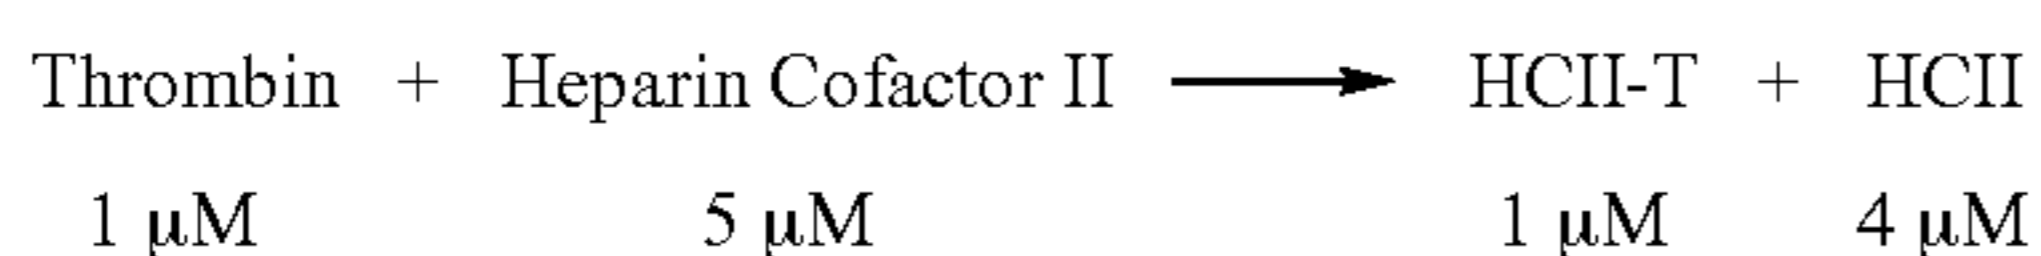 Thrombin + Heparin Cofactor II ⟶ HCII-T + HCII
1 μM 5 μM 1 μM 4 μM